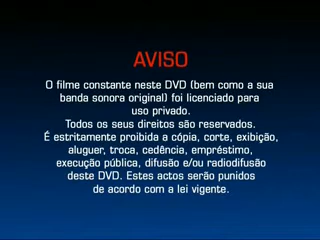 AVISO
O filme constante neste DVD (bem como a sua
banda sonora original) foi licenciado para
uso privado.
Todos os seus direitos são reservados.
É estritamente proibida a cópia, corte, exibição,
aluguer, troca, cedência, empréstimo,
execução pública, difusão e/ou radiodifusão
deste DVD. Estes actos serão punidos
de acordo com a lei vigente.